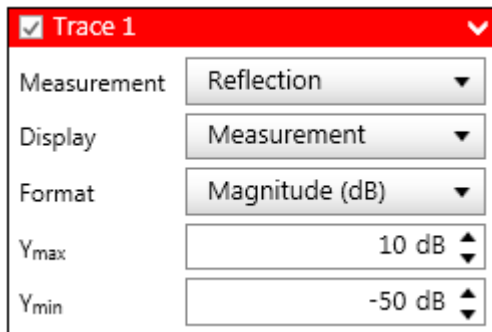 Trace 1
Measurement Reflection
Display Measurement
Format Magnitude (dB)
Ymax 10 dB
Ymin -50 dB